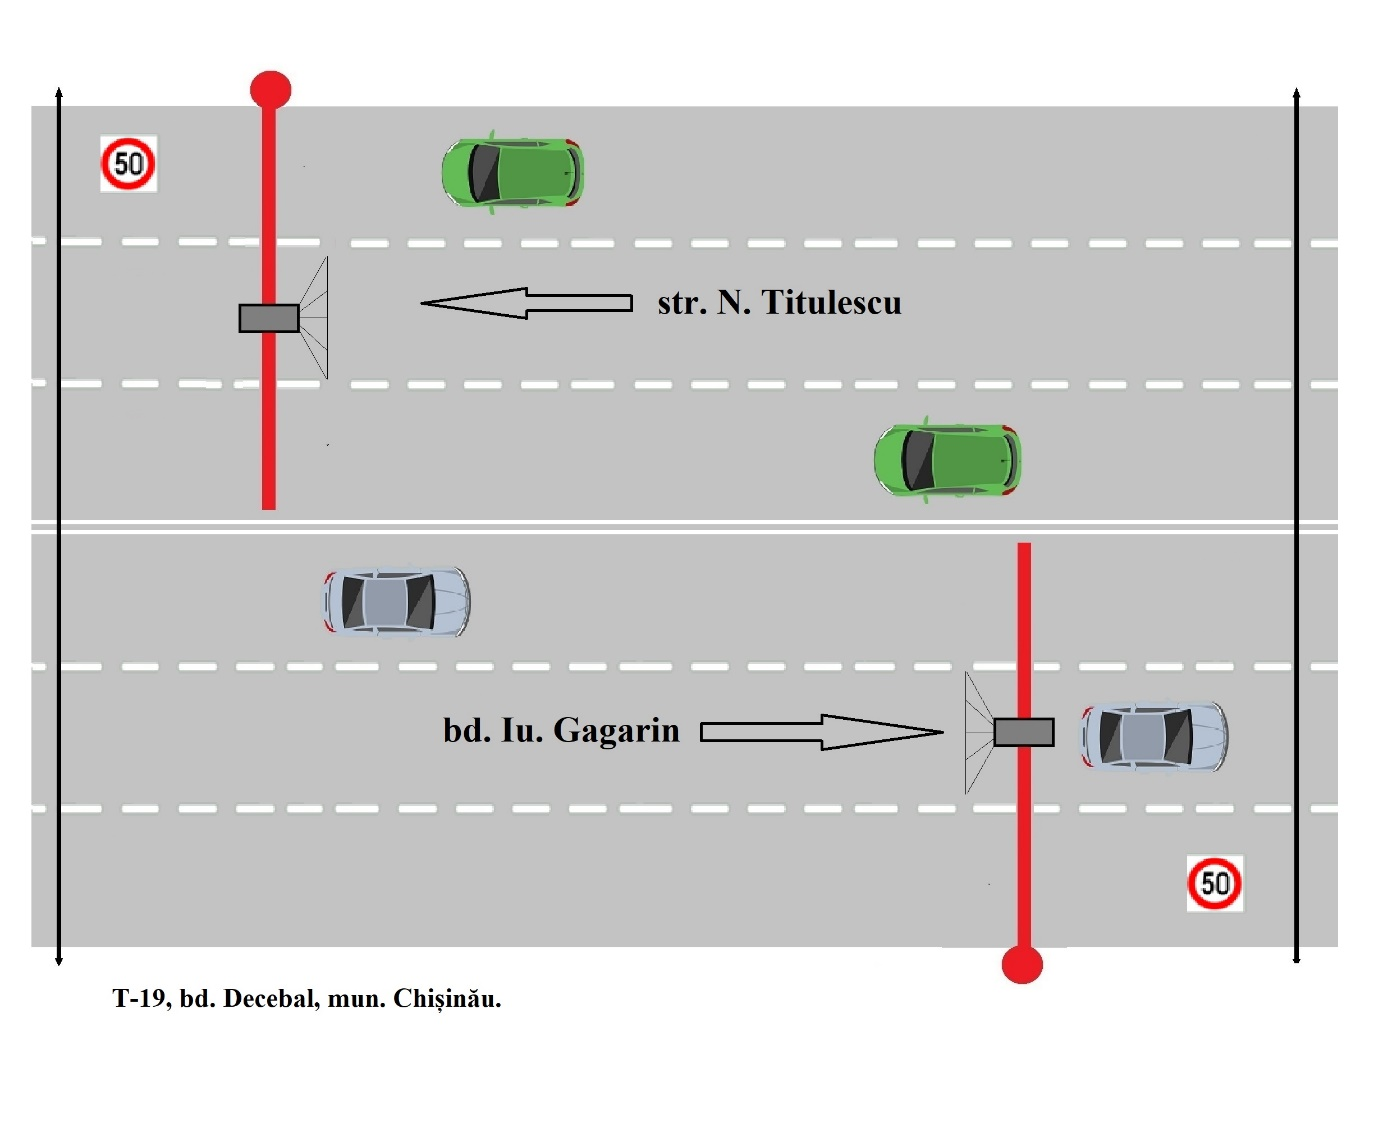 50
str. N. Titulescu
bd. Iu. Gagarin
50
T-19, bd. Decebal, mun. Chișinău.